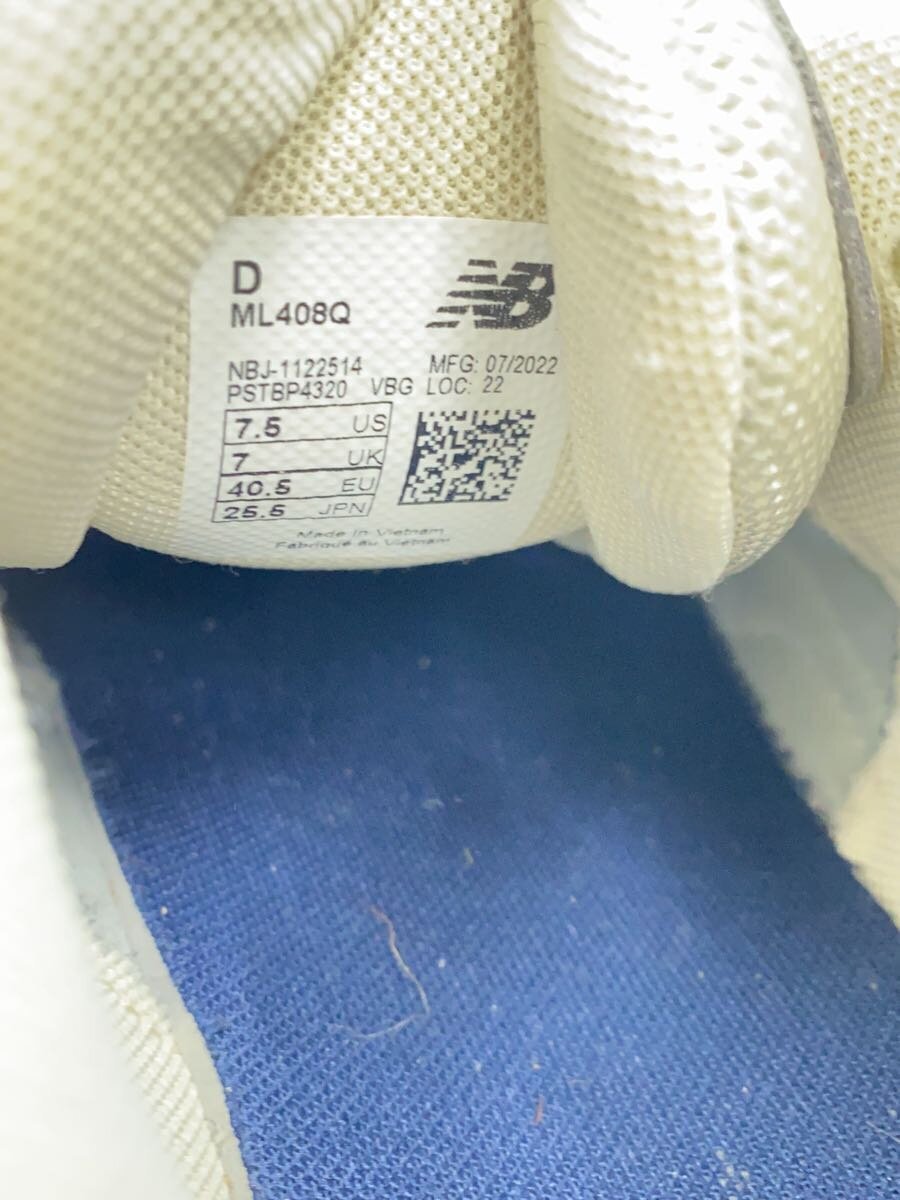 D
ML408Q
NB
NBJ-1122514 MFG: 07/2022
PSTBP4320 VBG LOC: 22
7.5 US
7 UK
40.5 EU
25.5 JPN
Made in Vietnam
Fabriqué au Vietnam